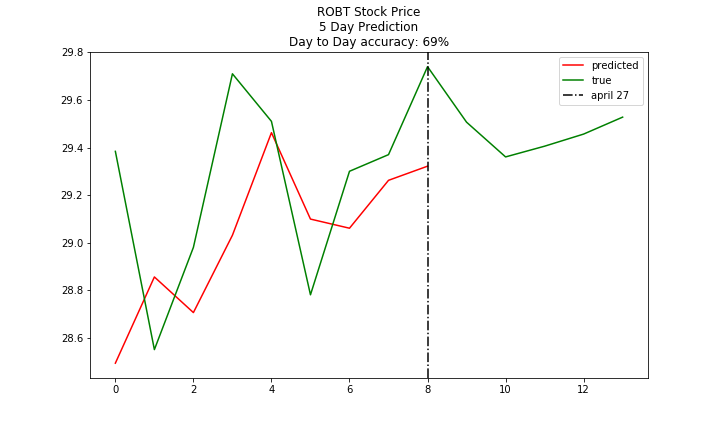 ROBT Stock Price
5 Day Prediction
Day to Day accuracy: 69%
29.8
29.6
29.4
29.2
29.0
28.8
28.6
predicted
true
april 27
0 2 4 6 8 10 12